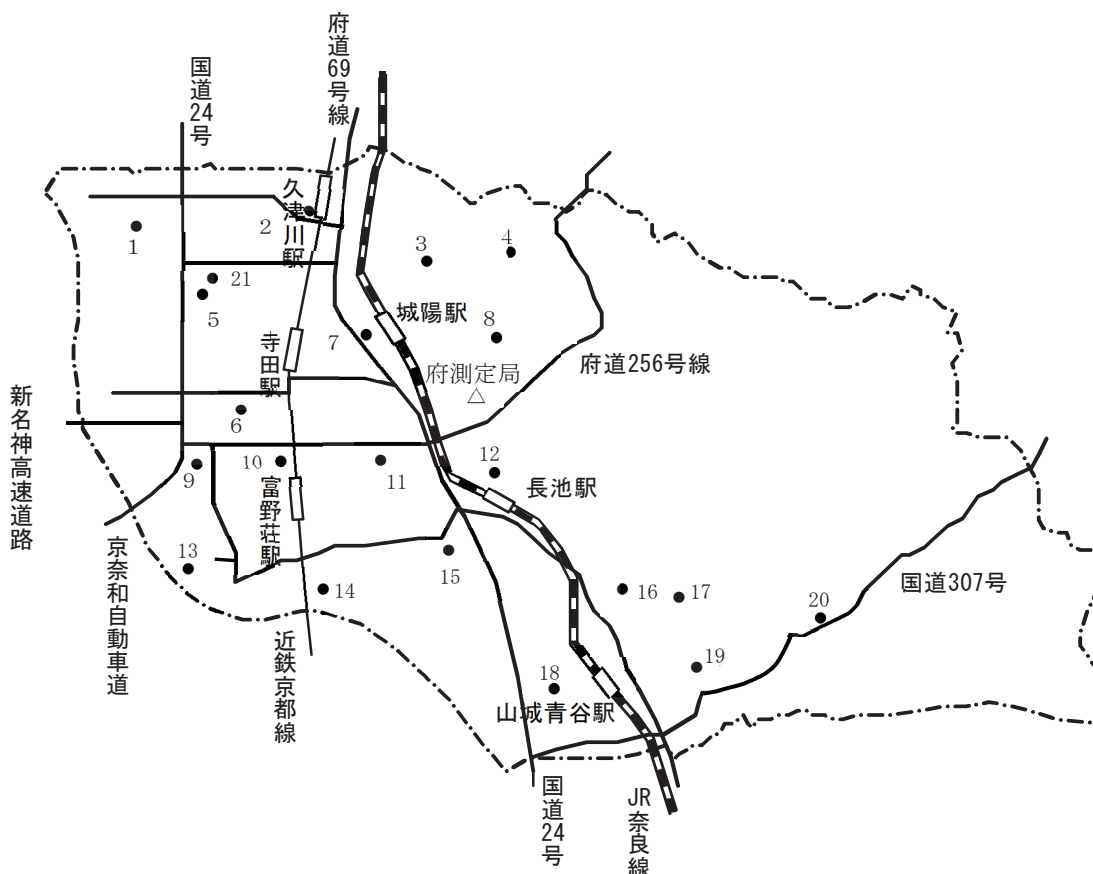 府道69号線
国道24号
久津川駅
1
2
3
4
21
5
城陽駅
7
8
寺田駅
府測定局
府道256号線
新名神高速道路
6
9
10
11
12
長池駅
富野荘駅
京奈和自動車道
13
14
15
16
17
国道307号
20
近鉄京都線
18
19
山城青谷駅
国道24号
JR奈良線